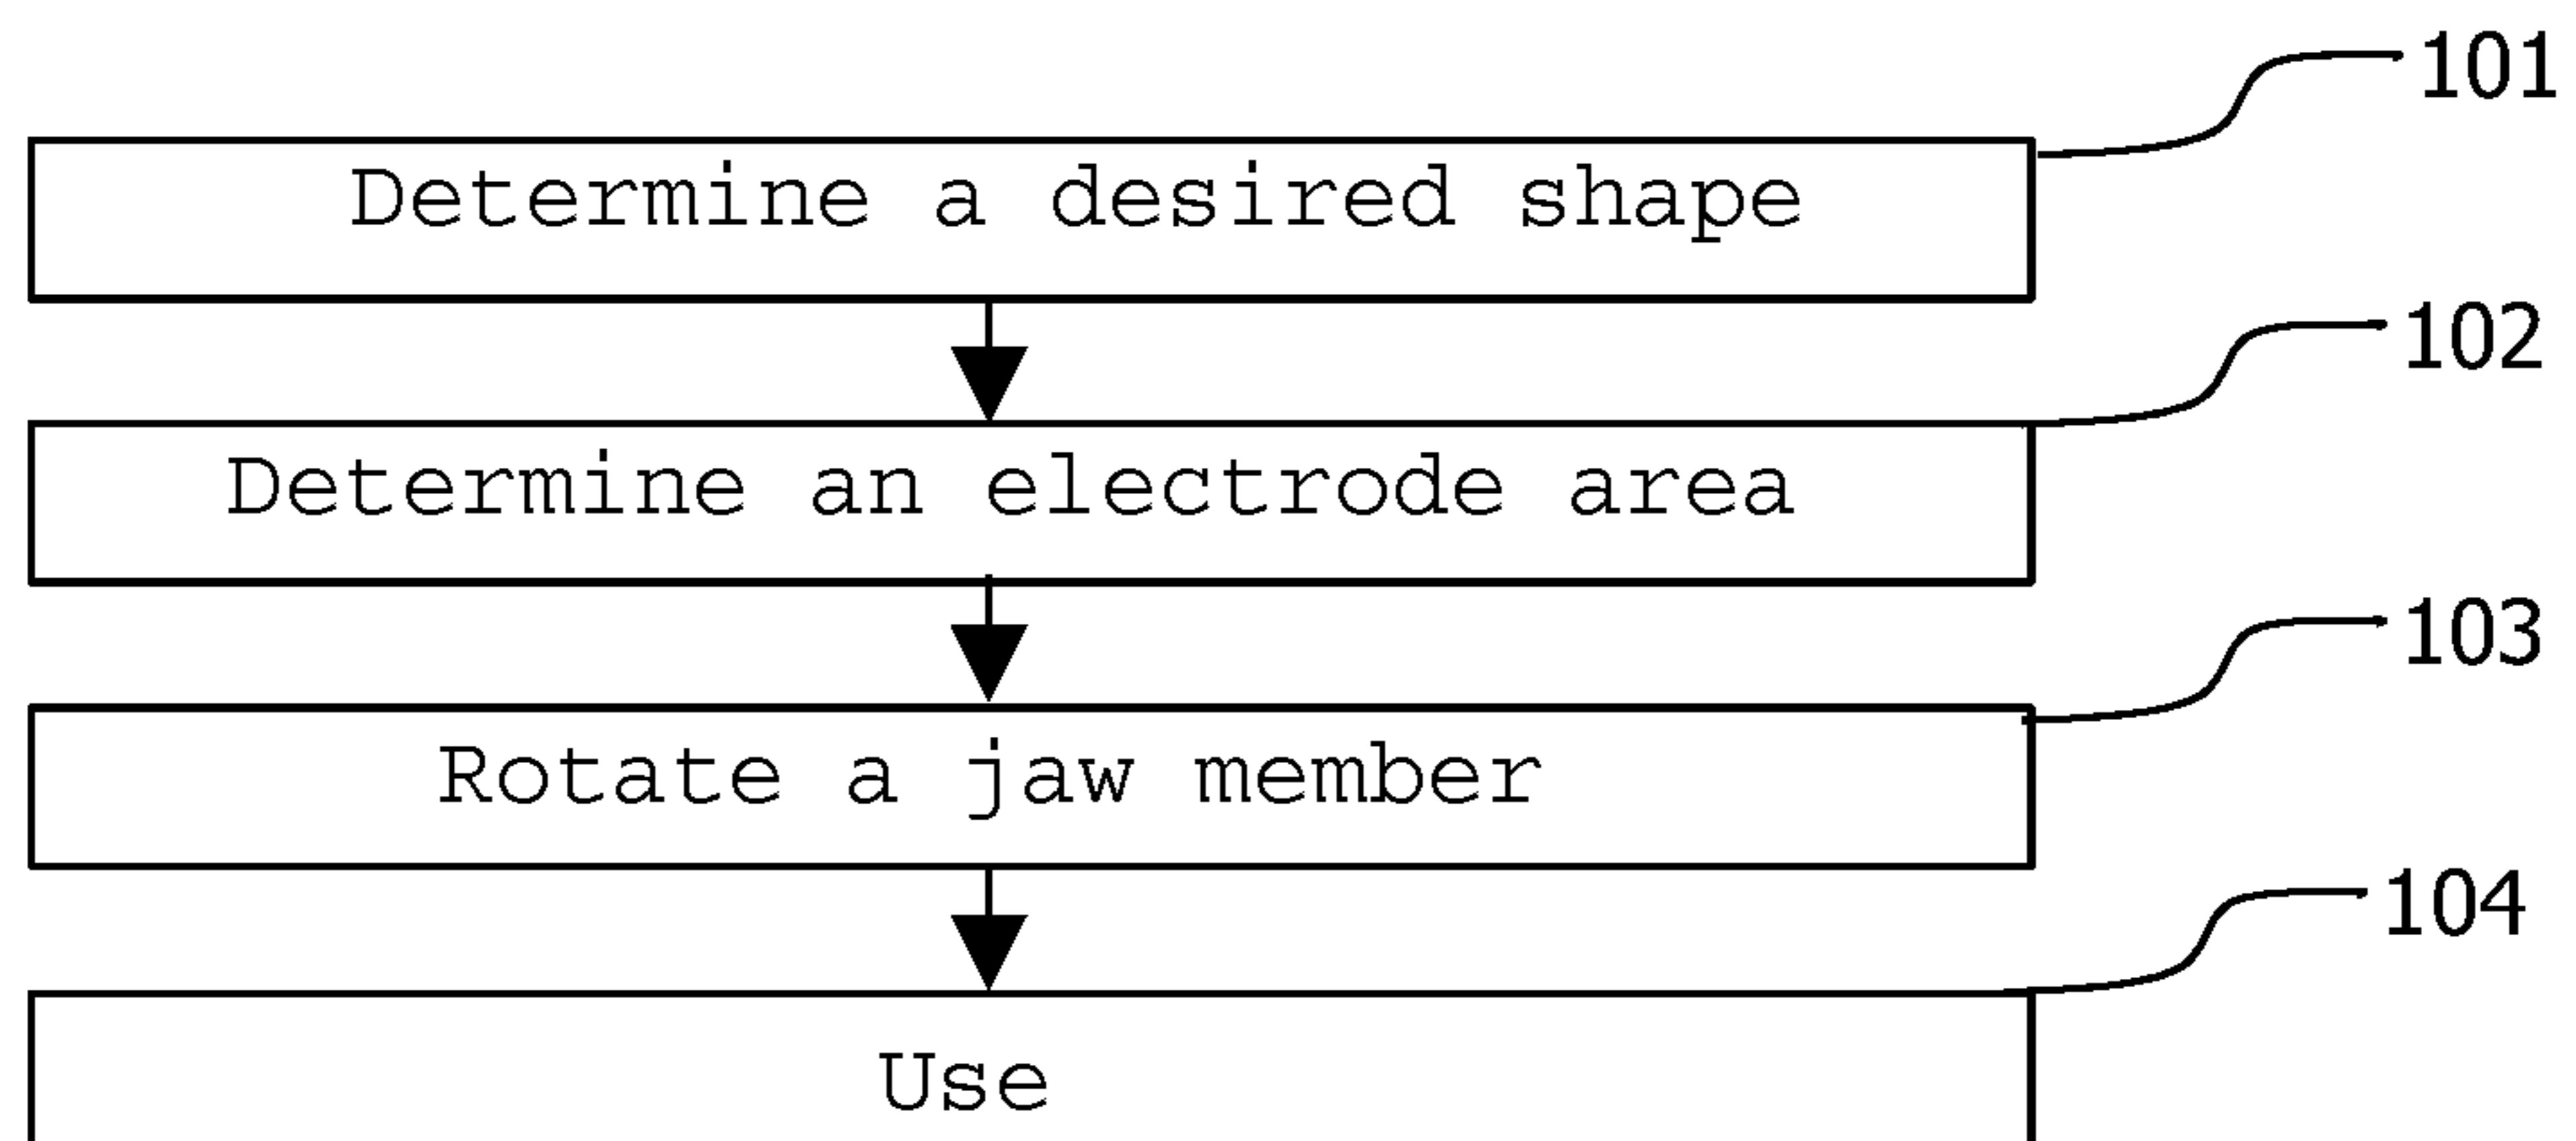 101
Determine a desired shape
102
Determine an electrode area
103
Rotate a jaw member
104
Use